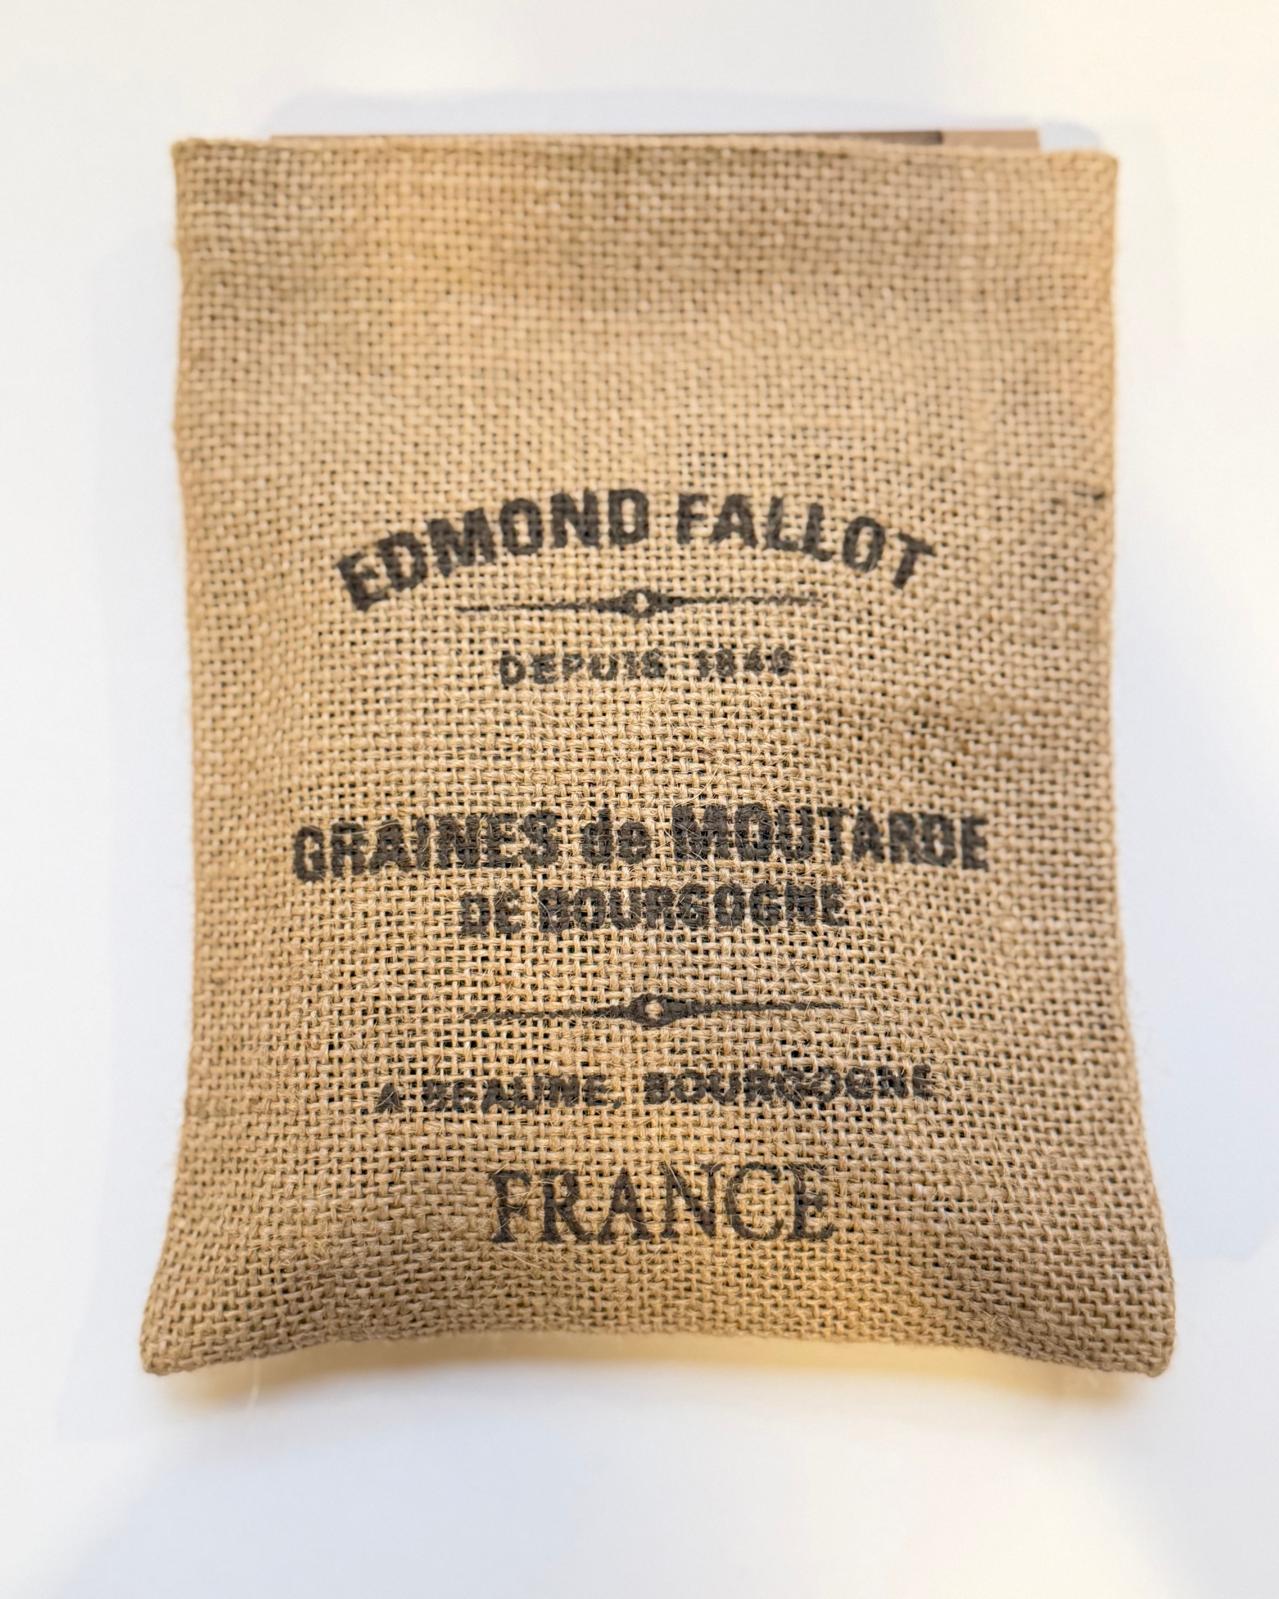 EDMOND FALLOT
DEPUIS 1840
GRAINES de MOUTARDE
DE BOURGOGNE
A BEAUNE, BOURGOGNE
FRANCE